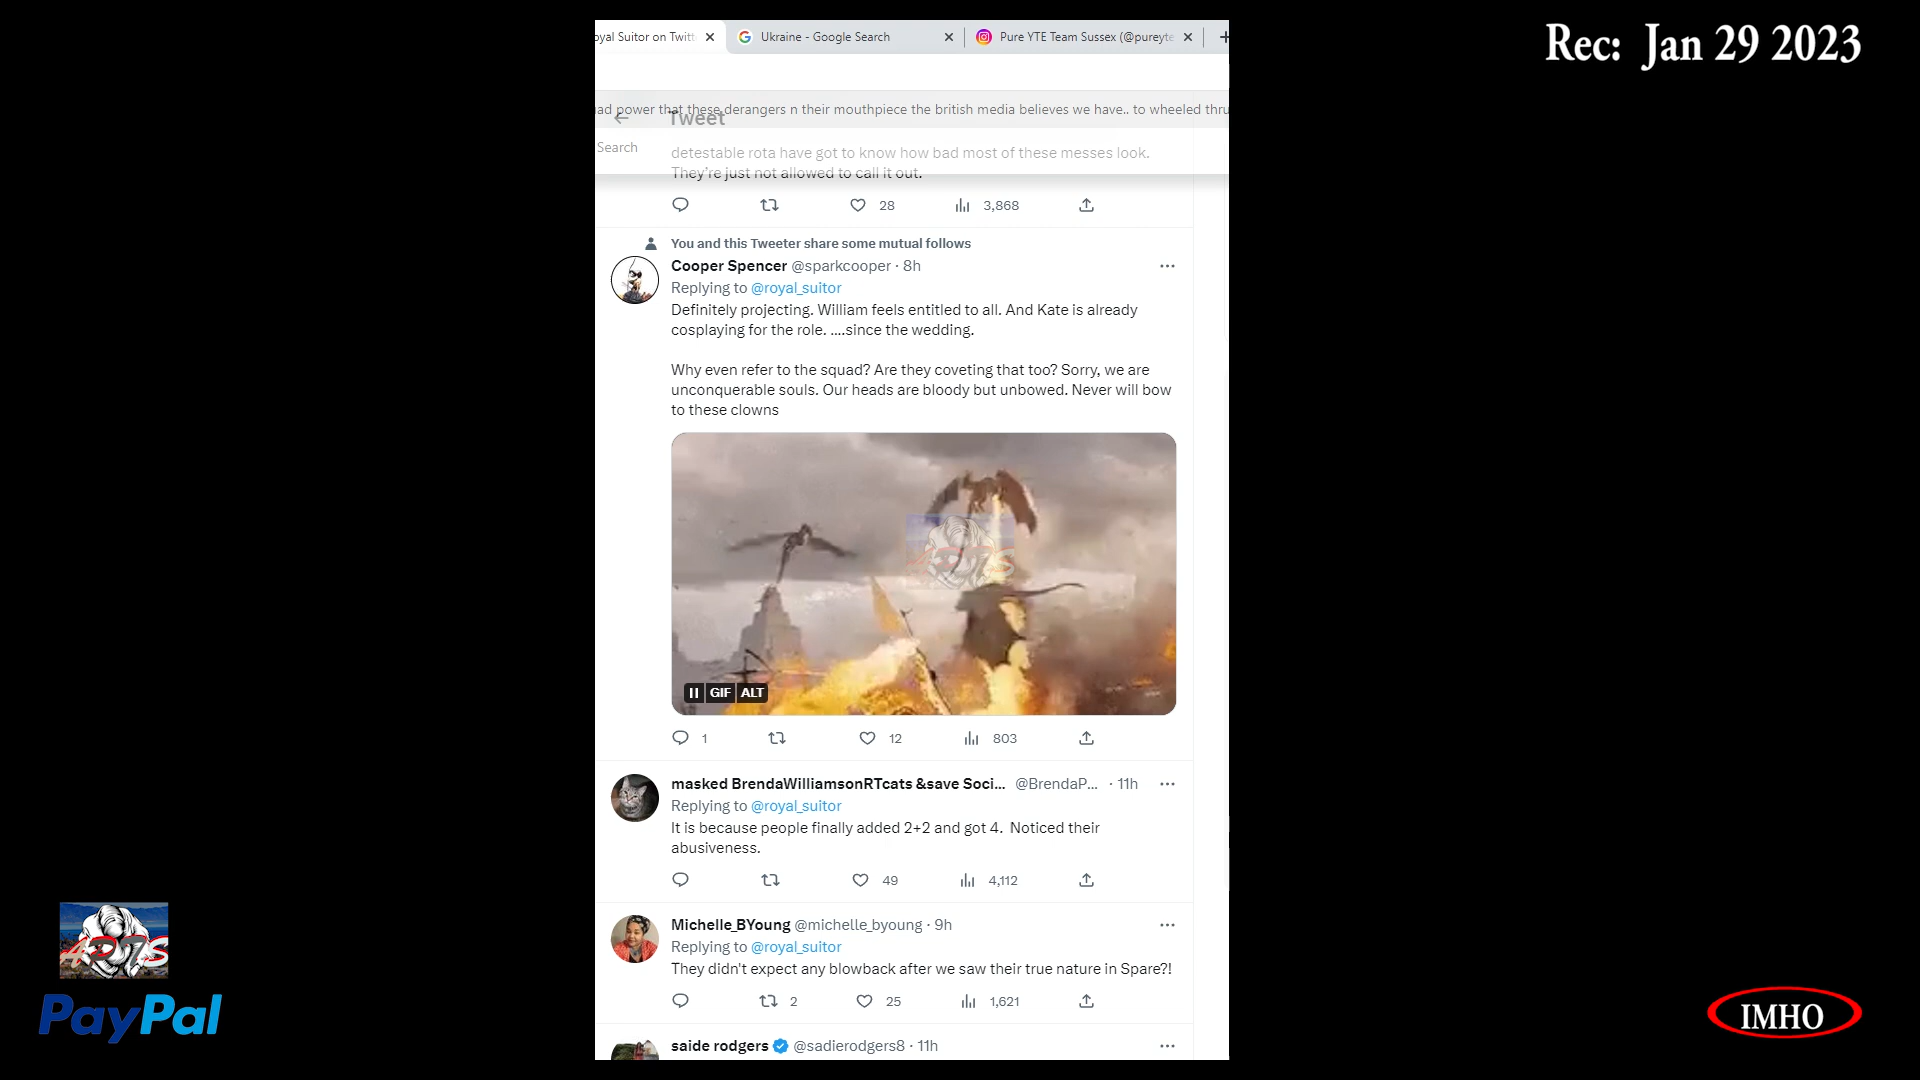 Rec: Jan 29 2023
oyal Suitor on Twitt
Ukraine - Google Search
Pure YTE Team Sussex (@pureyte
ad power that these derangers n their mouthpiece the british media believes we have.. to wheeled thru
Tweet
Search
detestable rota have got to know how bad most of these messes look.
They're just not allowed to call it out.
28
3,868
You and this Tweeter share some mutual follows
Cooper Spencer @sparkcooper · 8h
Replying to @royal_suitor
Definitely projecting. William feels entitled to all. And Kate is already
cosplaying for the role. ....since the wedding.
Why even refer to the squad? Are they coveting that too? Sorry, we are
unconquerable souls. Our heads are bloody but unbowed. Never will bow
to these clowns
GIF ALT
1
12
803
masked BrendaWilliamsonRTcats &save Soci... @BrendaP... · 11h
Replying to @royal_suitor
It is because people finally added 2+2 and got 4. Noticed their
abusiveness.
49
4,112
Michelle_BYoung @michelle_byoung · 9h
Replying to @royal_suitor
They didn't expect any blowback after we saw their true nature in Spare?!
2
25
1,621
saide rodgers @sadierodgers8 · 11h
PayPal
IMHO